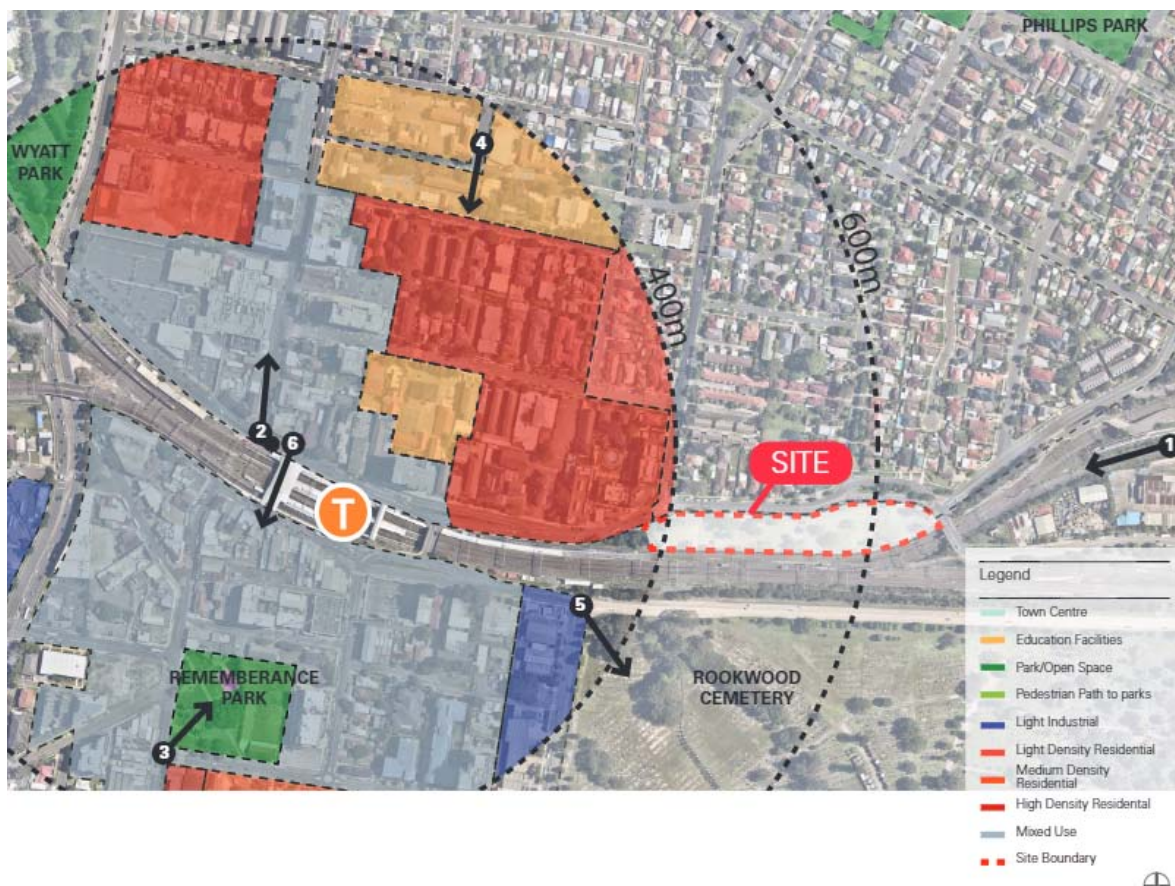 PHILLIPS PARK
4
WYATT
PARK
600m
400m
2
6
1
SITE
T
5
Legend
Town Centre
Education Facilities
Park/Open Space
Pedestrian Path to parks
Light Industrial
Light Density Residential
Medium Density
Residential
High Density Residental
Mixed Use
Site Boundary
REMEMBERANCE
PARK
ROOKWOOD
CEMETERY
3